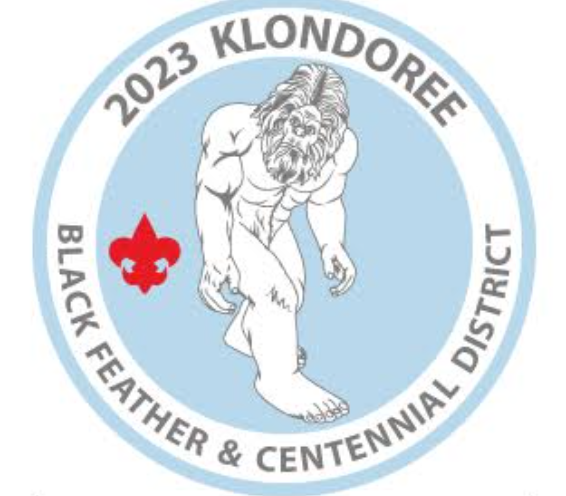 2023 KLONDOREE
BLACK FEATHER & CENTENNIAL DISTRICT